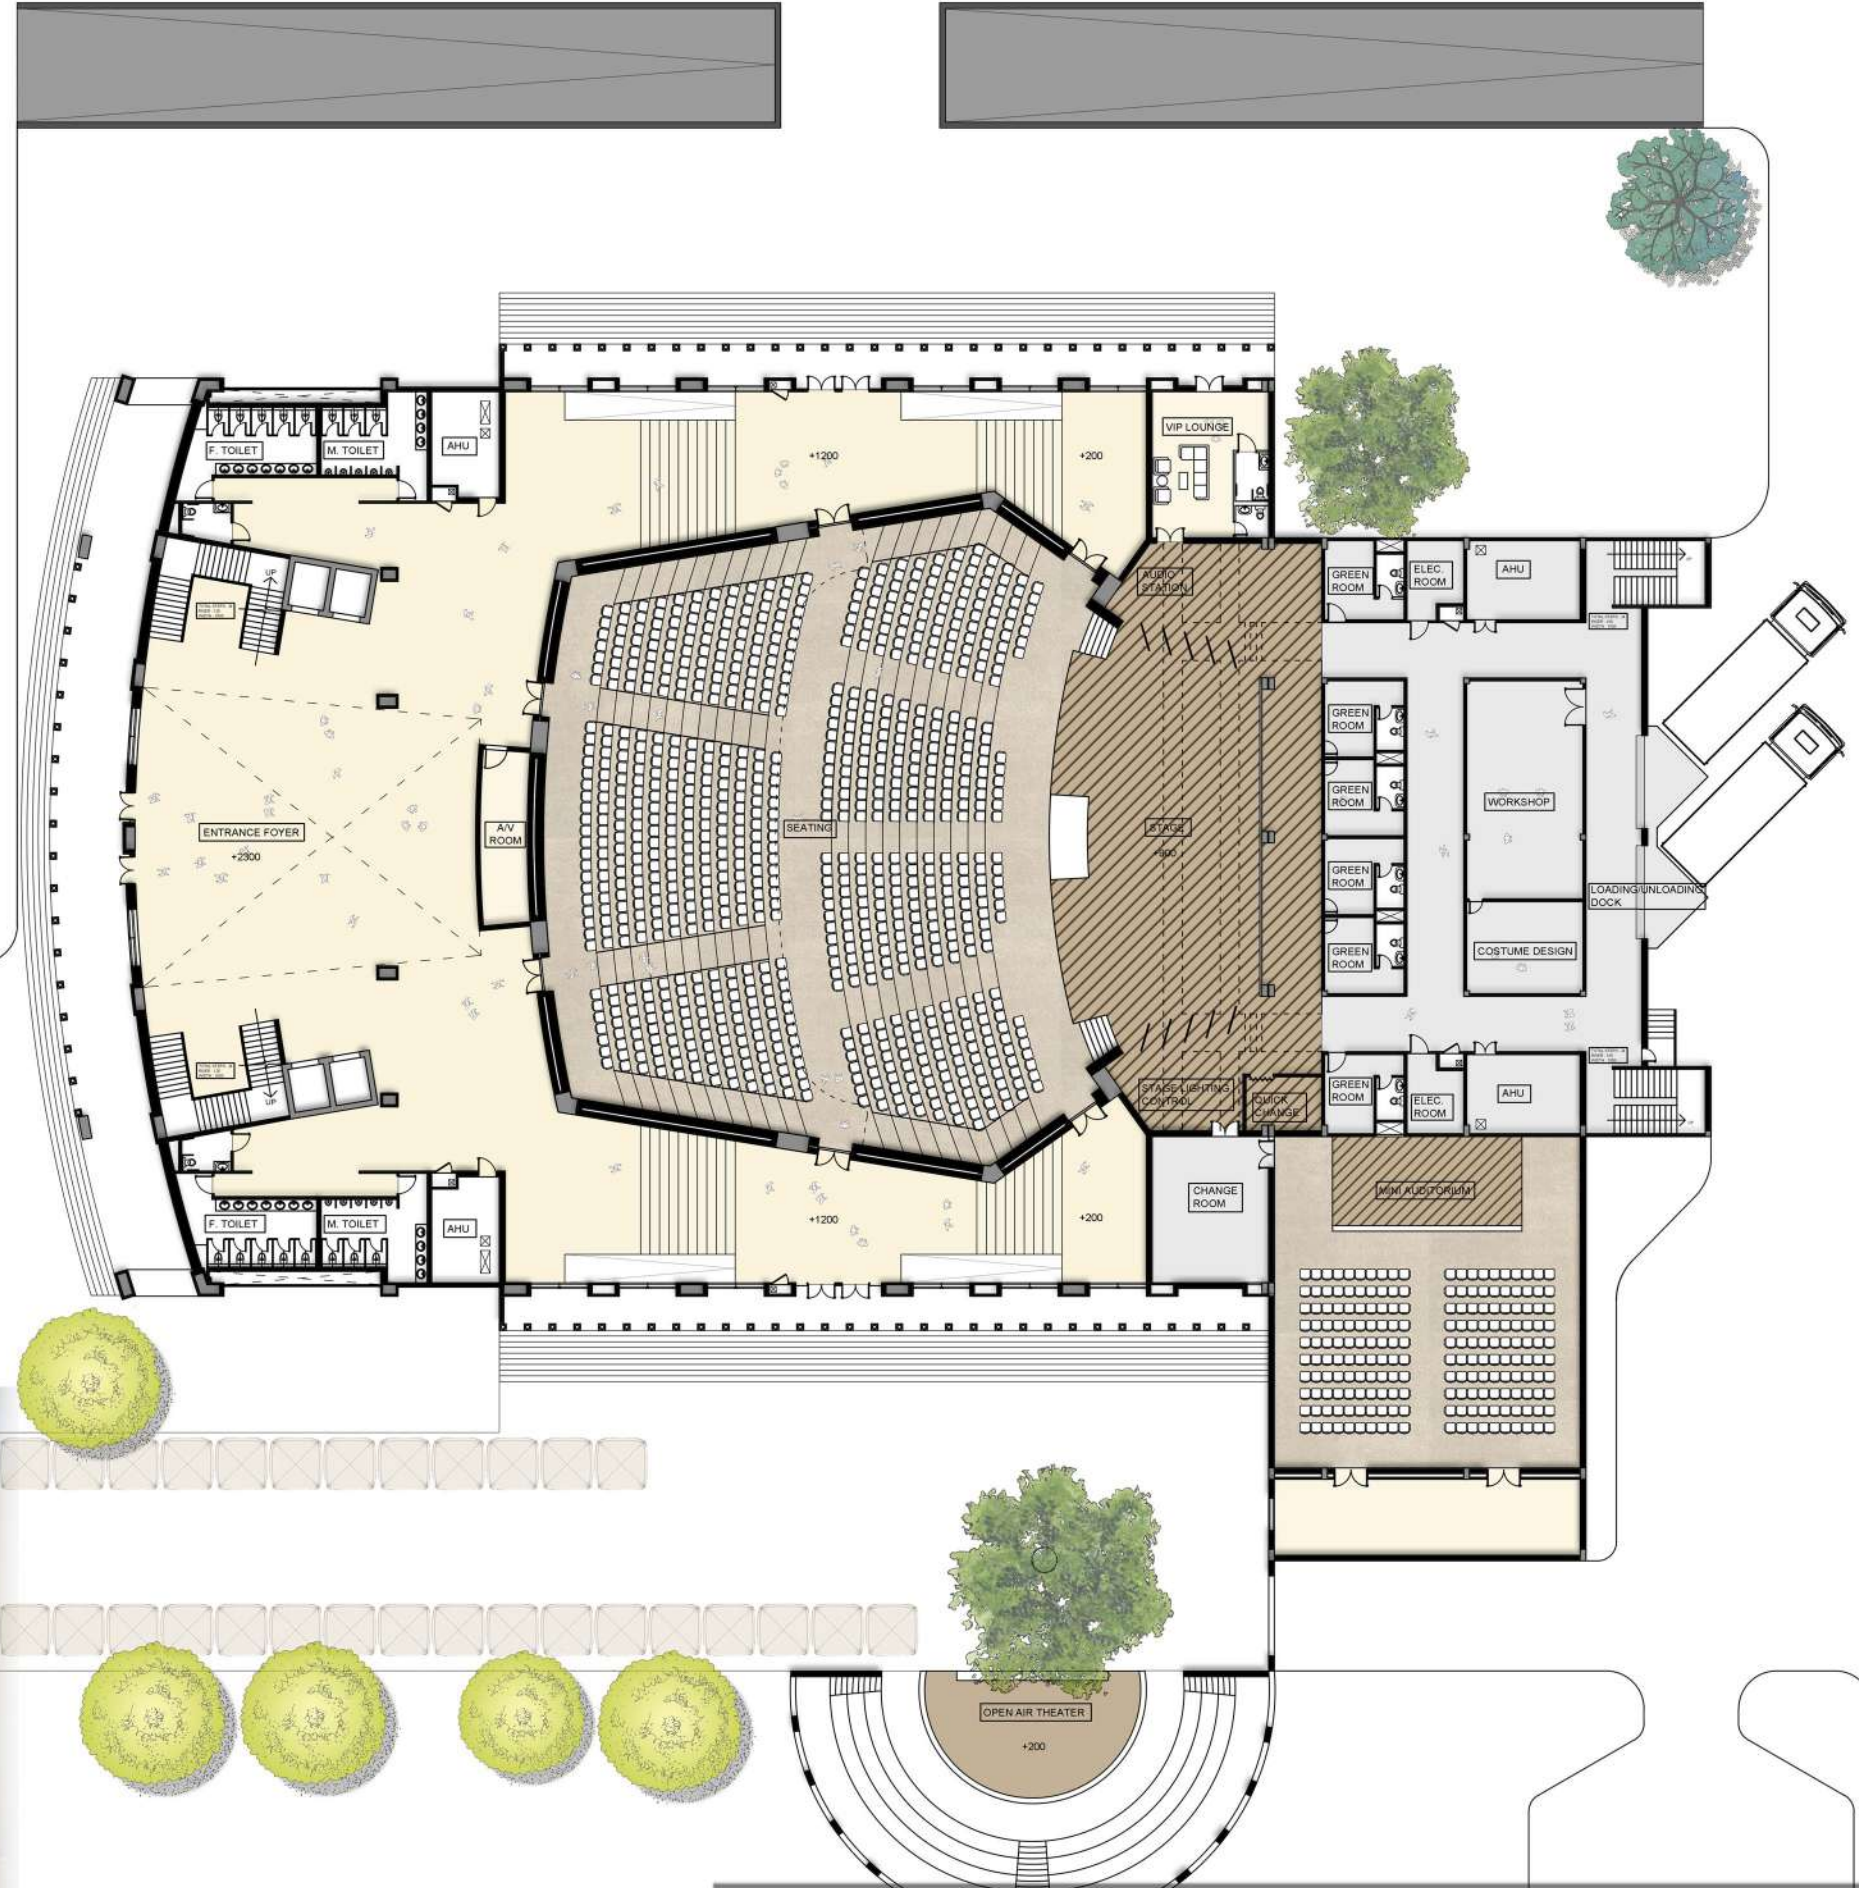 F. TOILET
M. TOILET
AHU
+1200
+200
VIP LOUNGE
UP
AUDIO
STATION
GREEN
ROOM
ELEC.
ROOM
AHU
GREEN
ROOM
GREEN
ROOM
WORKSHOP
ENTRANCE FOYER
+2300
A/V
ROOM
SEATING
STAGE
+900
GREEN
ROOM
LOADING/UNLOADING
DOCK
GREEN
ROOM
COSTUME DESIGN
UP
STAGE LIGHTING
CONTROL
QUICK
CHANGE
GREEN
ROOM
ELEC.
ROOM
AHU
F. TOILET
M. TOILET
AHU
+1200
+200
CHANGE
ROOM
MINI AUDITORIUM
OPEN AIR THEATER
+200